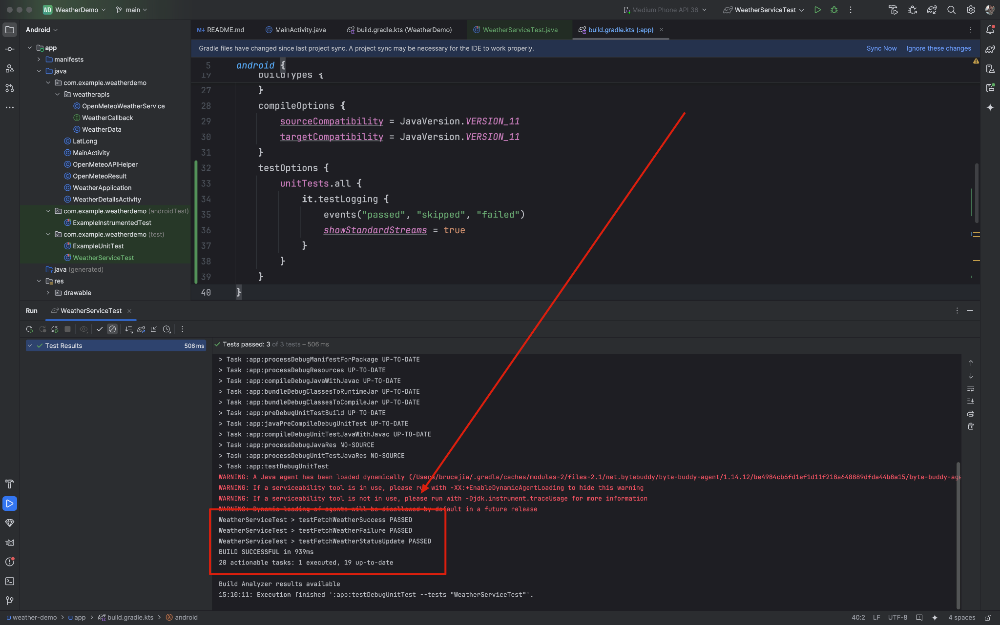 WD WeatherDemo main Medium Phone API 36 WeatherServiceTest
Android
README.md MainActivity.java build.gradle.kts (WeatherDemo) WeatherServiceTest.java build.gradle.kts (:app)
Gradle files have changed since last project sync. A project sync may be necessary for the IDE to work properly. Sync Now Ignore these changes
app
manifests
java
com.example.weatherdemo
weatherapis
OpenMeteoWeatherService
WeatherCallback
WeatherData
LatLong
MainActivity
OpenMeteoAPIHelper
OpenMeteoResult
WeatherApplication
WeatherDetailsActivity
com.example.weatherdemo (androidTest)
ExampleInstrumentedTest
com.example.weatherdemo (test)
ExampleUnitTest
WeatherServiceTest
java (generated)
res
drawable
5 android {
19 buildTypes {
27 }
28 compileOptions {
29 sourceCompatibility = JavaVersion.VERSION_11
30 targetCompatibility = JavaVersion.VERSION_11
31 }
32 testOptions {
33 unitTests.all {
34 it.testLogging {
35 events("passed", "skipped", "failed")
36 showStandardStreams = true
37 }
38 }
39 }
40 }
Run WeatherServiceTest
Test Results 506 ms
Tests passed: 3 of 3 tests – 506 ms
> Task :app:processDebugManifestForPackage UP-TO-DATE
> Task :app:processDebugResources UP-TO-DATE
> Task :app:compileDebugJavaWithJavac UP-TO-DATE
> Task :app:bundleDebugClassesToRuntimeJar UP-TO-DATE
> Task :app:bundleDebugClassesToCompileJar UP-TO-DATE
> Task :app:preDebugUnitTestBuild UP-TO-DATE
> Task :app:javaPreCompileDebugUnitTest UP-TO-DATE
> Task :app:compileDebugUnitTestJavaWithJavac UP-TO-DATE
> Task :app:processDebugJavaRes NO-SOURCE
> Task :app:processDebugUnitTestJavaRes NO-SOURCE
> Task :app:testDebugUnitTest
WARNING: A Java agent has been loaded dynamically (/Users/brucejia/.gradle/caches/modules-2/files-2.1/net.bytebuddy/byte-buddy-agent/1.14.12/be4984cb6fd1ef1d11f218a648889dfda44b8a15/byte-buddy-age
WARNING: If a serviceability tool is in use, please run with -XX:+EnableDynamicAgentLoading to hide this warning
WARNING: If a serviceability tool is not in use, please run with -Djdk.instrument.traceUsage for more information
WARNING: Dynamic loading of agents will be disallowed by default in a future release
WeatherServiceTest > testFetchWeatherSuccess PASSED
WeatherServiceTest > testFetchWeatherFailure PASSED
WeatherServiceTest > testFetchWeatherStatusUpdate PASSED
BUILD SUCCESSFUL in 939ms
20 actionable tasks: 1 executed, 19 up-to-date
Build Analyzer results available
15:10:11: Execution finished ':app:testDebugUnitTest --tests "WeatherServiceTest"'.
weather-demo > app > build.gradle.kts > android 40:2 LF UTF-8 4 spaces